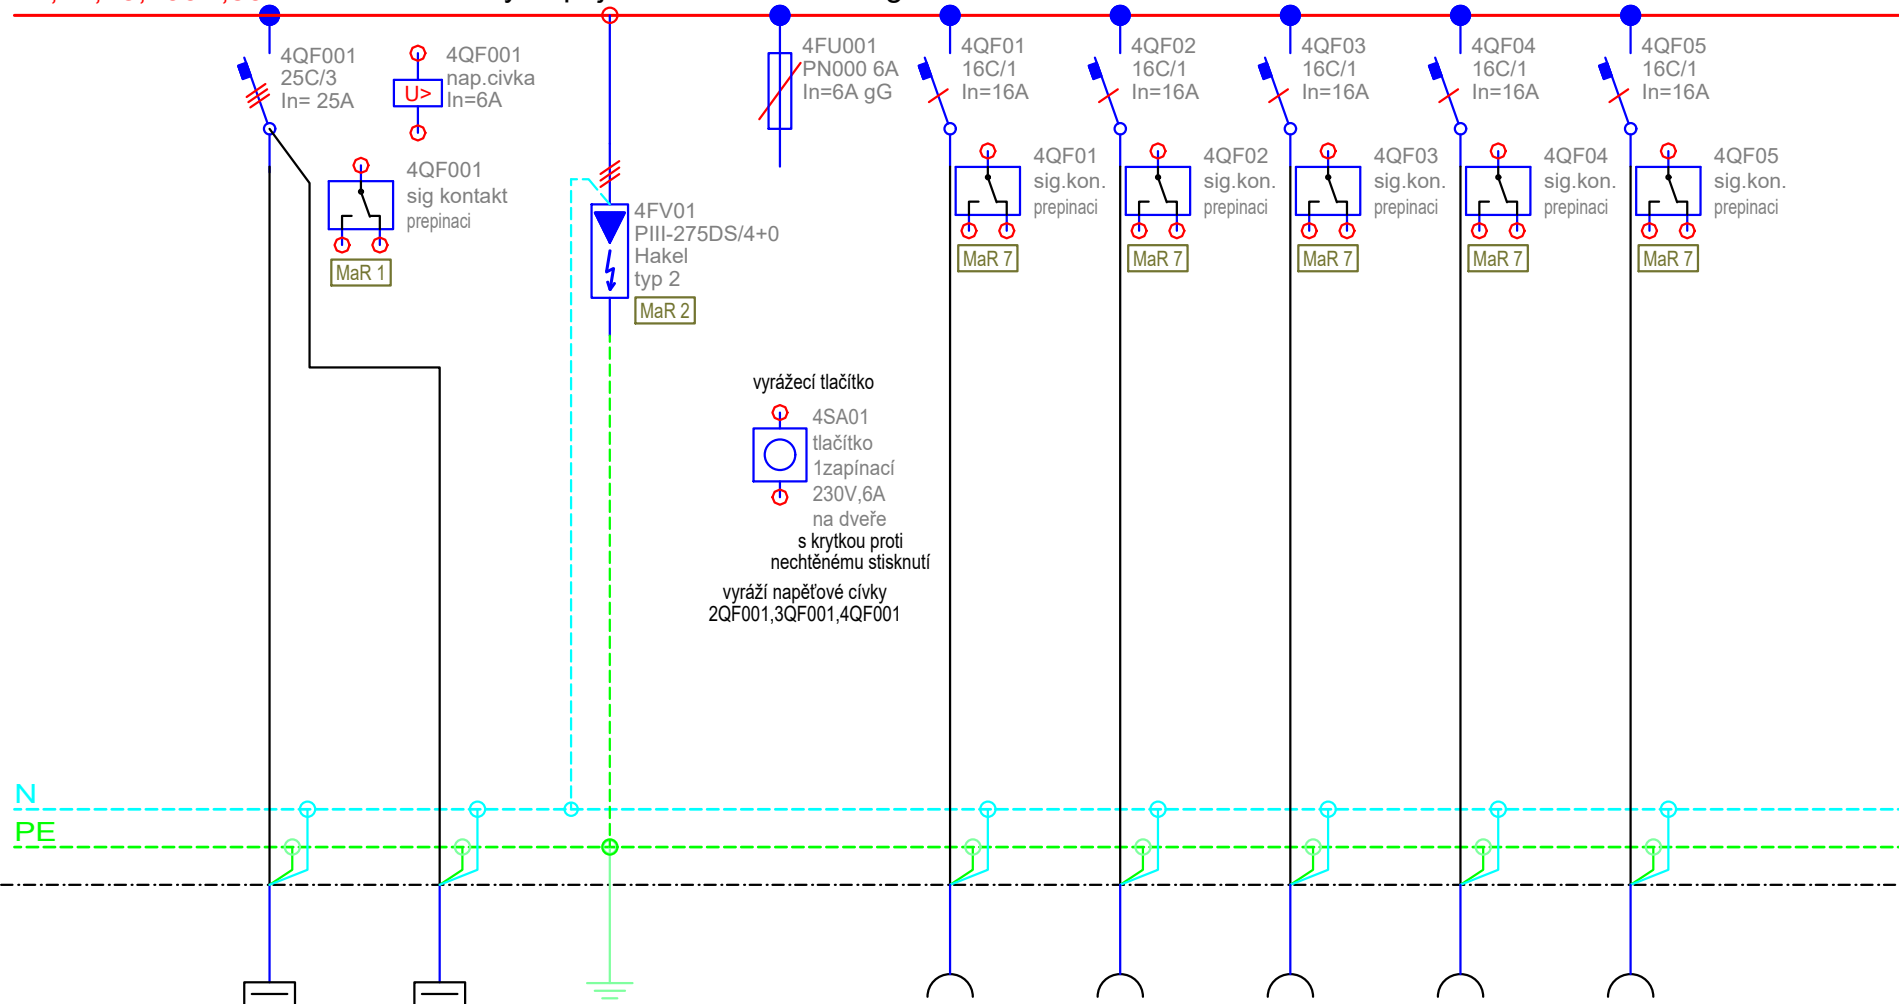 4QF001
25C/3
In= 25A
4QF001
nap.civka
In=6A
U>
4QF001
sig kontakt
prepinaci
MaR 1
4FV01
PIII-275DS/4+0
Hakel
typ 2
MaR 2
4FU001
PN000 6A
In=6A gG
vyrážecí tlačítko
4SA01
tlačítko
1zapínací
230V,6A
na dveře
s krytkou proti
nechtěnému stisknutí
vyráží napěťové cívky
2QF001,3QF001,4QF001
4QF01
16C/1
In=16A
4QF01
sig.kon.
prepinaci
MaR 7
4QF02
16C/1
In=16A
4QF02
sig.kon.
prepinaci
MaR 7
4QF03
16C/1
In=16A
4QF03
sig.kon.
prepinaci
MaR 7
4QF04
16C/1
In=16A
4QF04
sig.kon.
prepinaci
MaR 7
4QF05
16C/1
In=16A
4QF05
sig.kon.
prepinaci
MaR 7
N
PE